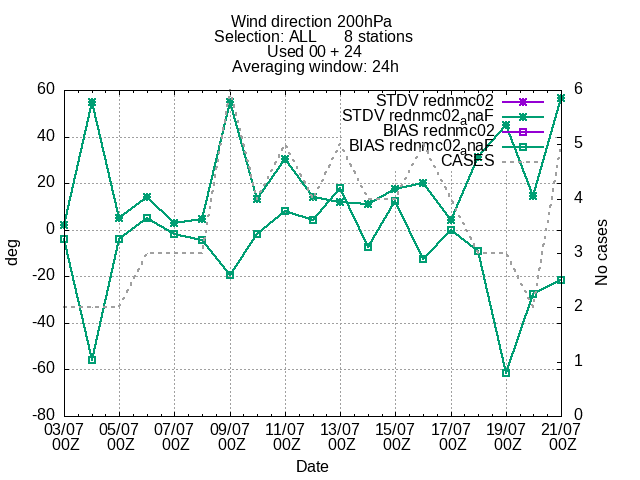 Wind direction 200hPa
Selection: ALL 8 stations
Used 00 + 24
Averaging window: 24h
STDV rednmc02
STDV rednmc02_anaF
BIAS rednmc02
BIAS rednmc02_anaF
CASES
60
40
20
0
-20
-40
-60
-80
deg
6
5
4
3
2
1
0
No cases
03/07 05/07 07/07 09/07 11/07 13/07 15/07 17/07 19/07 21/07
00Z 00Z 00Z 00Z 00Z 00Z 00Z 00Z 00Z 00Z
Date